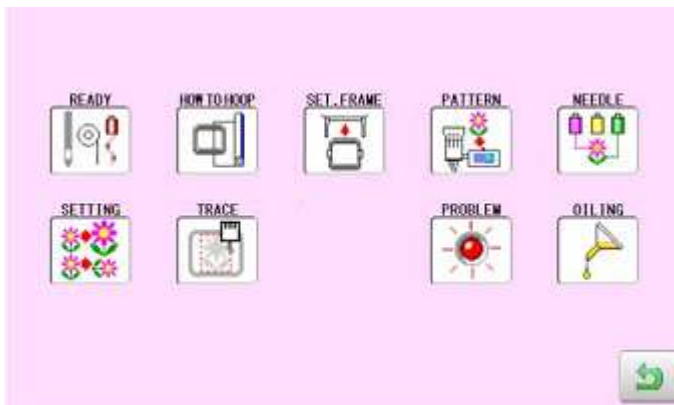 READY
HOW TO HOOP
SET.FRAME
PATTERN
NEEDLE
SETTING
TRACE
PROBLEM
OILING